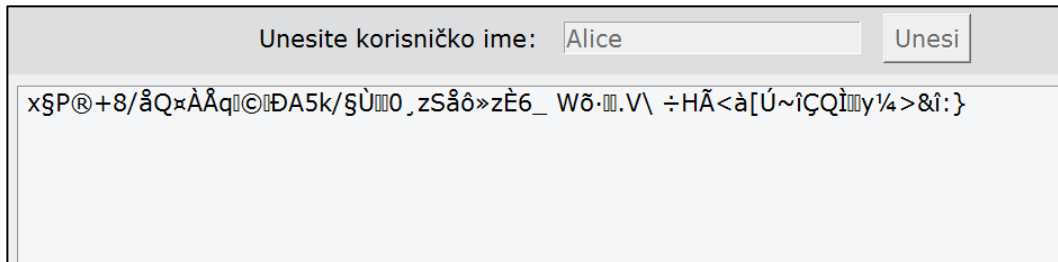 Unesite korisničko ime: Alice Unesi
x§P®+8/åQ¤ÀÅq©ÐA5k/§Ù0¸zSåô»zÈ6_ Wõ·.V\ ÷HÃ<à[Ú~îÇQÌy¼>&î:}